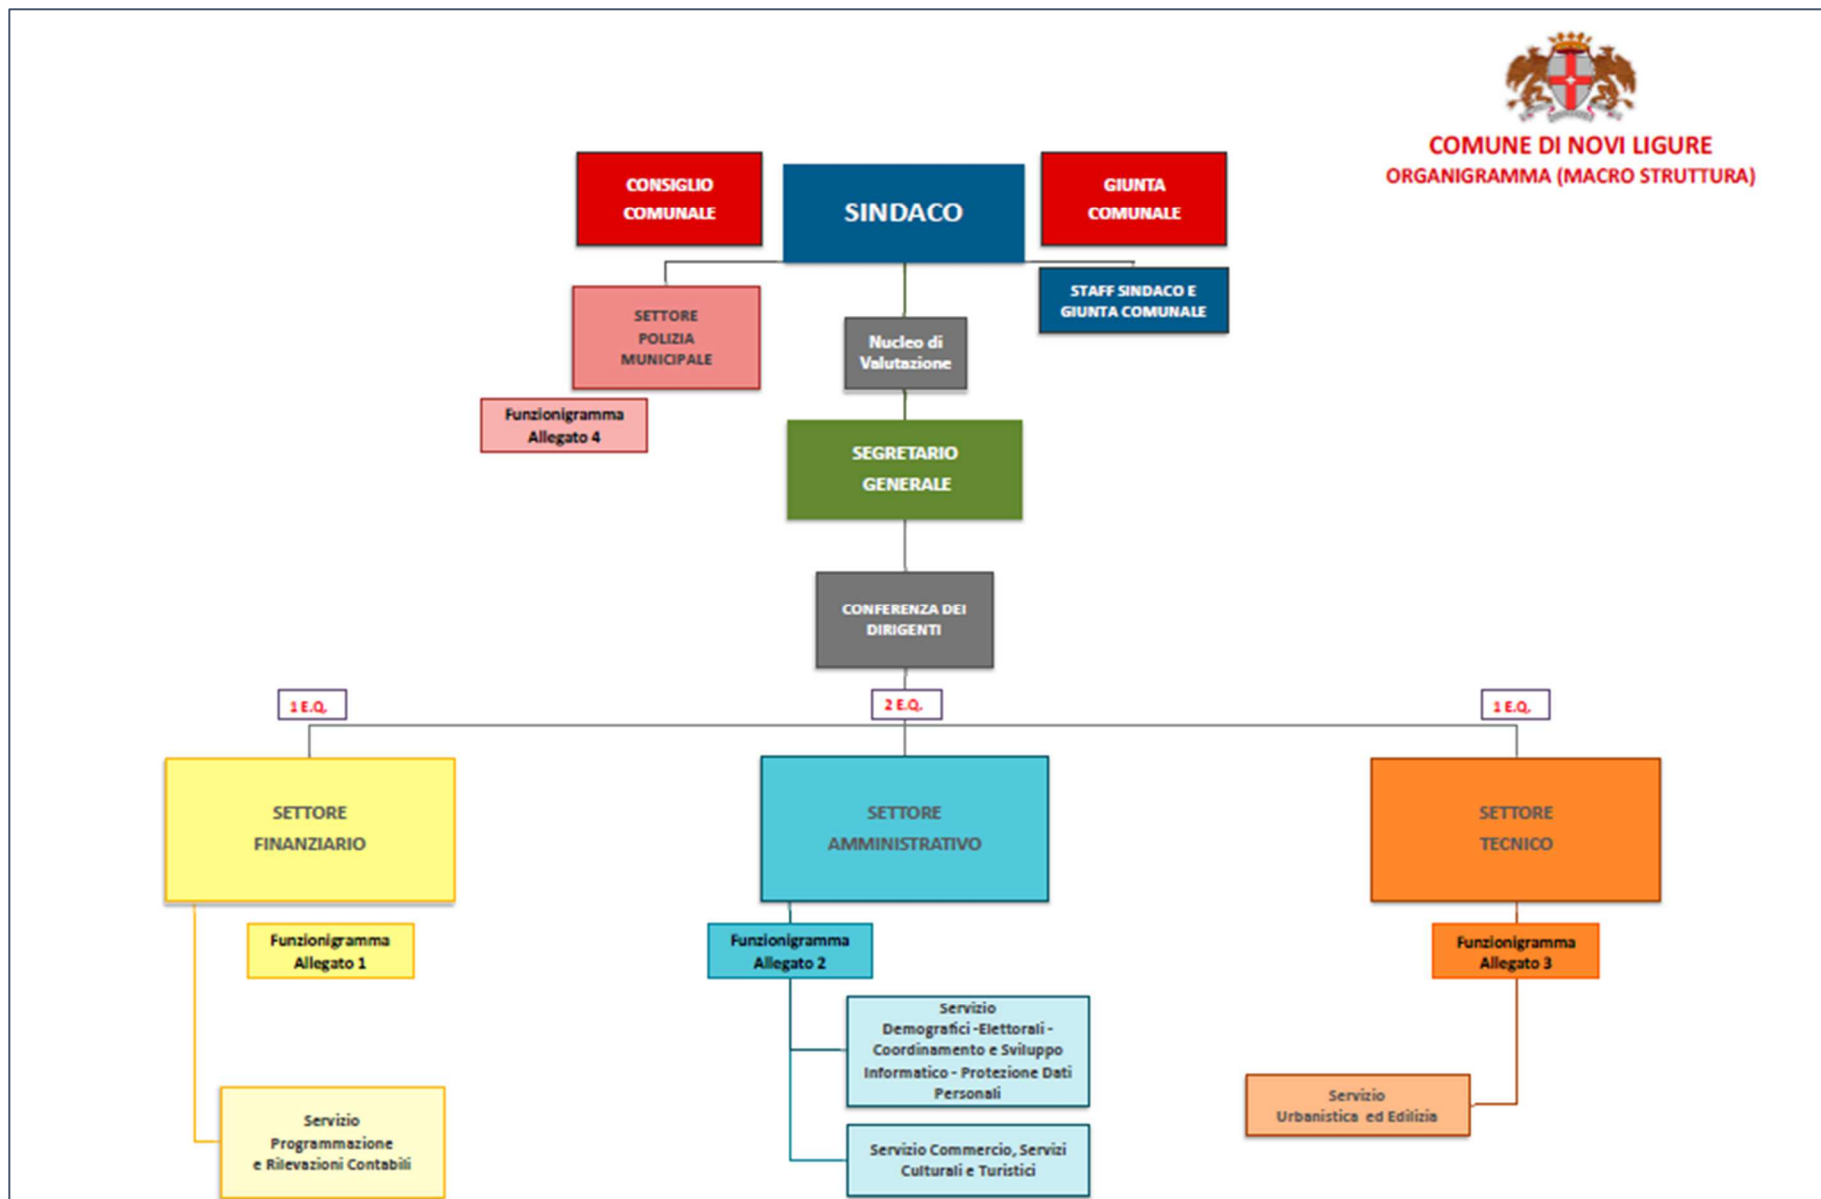 COMUNE DI NOVI LIGURE
ORGANIGRAMMA (MACRO STRUTTURA)
CONSIGLIO
COMUNALE
SINDACO
GIUNTA
COMUNALE
STAFF SINDACO E
GIUNTA COMUNALE
SETTORE
POLIZIA
MUNICIPALE
Nucleo di
Valutazione
Funzionigramma
Allegato 4
SEGRETARIO
GENERALE
CONFERENZA DEI
DIRIGENTI
1 E.Q.
2 E.Q.
1 E.Q.
SETTORE
FINANZIARIO
SETTORE
AMMINISTRATIVO
SETTORE
TECNICO
Funzionigramma
Allegato 1
Funzionigramma
Allegato 2
Funzionigramma
Allegato 3
Servizio
Demografici -Elettorali -
Coordinamento e Sviluppo
Informatico - Protezione Dati
Personali
Servizio
Programmazione
e Rilevazioni Contabili
Servizio Commercio, Servizi
Culturali e Turistici
Servizio
Urbanistica ed Edilizia